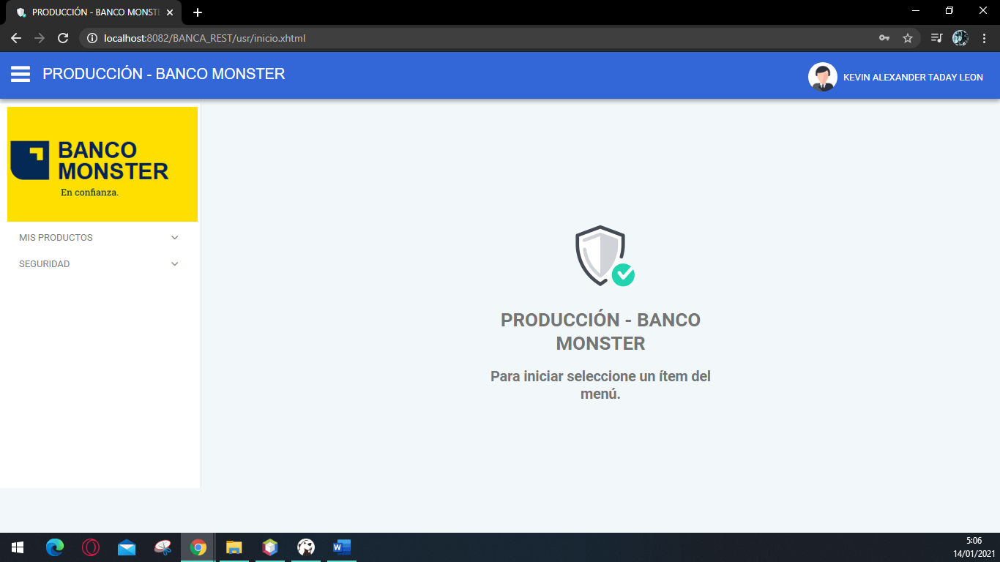 PRODUCCIÓN - BANCO MONSTE
localhost:8082/BANCA_REST/usr/inicio.xhtml
PRODUCCIÓN - BANCO MONSTER
KEVIN ALEXANDER TADAY LEON
BANCO
MONSTER
En confianza.
MIS PRODUCTOS
SEGURIDAD
PRODUCCIÓN - BANCO
MONSTER
Para iniciar seleccione un ítem del
menú.
5:06
14/01/2021